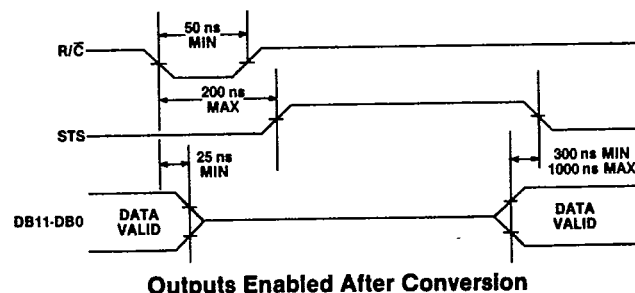 50 ns
MIN
R/C̅
200 ns
MAX
STS
25 ns
MIN
300 ns MIN
1000 ns MAX
DB11-DB0
DATA
VALID
DATA
VALID
Outputs Enabled After Conversion